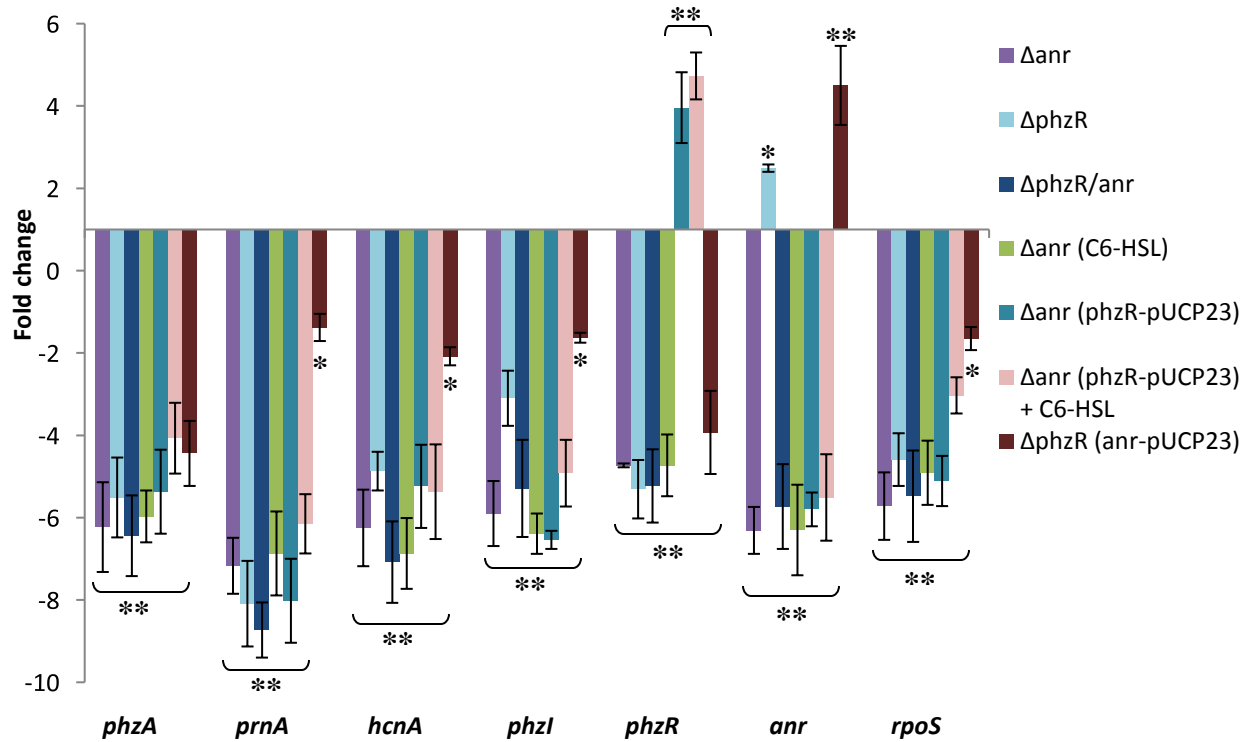 **
6
4
2
0
-2
-4
-6
-8
-10
Fold change
*
**
*
*
*
*
**
**
**
**
**
**
**
phzA prnA hcnA phzI phzR anr rpoS
Δanr
ΔphzR
ΔphzR/anr
Δanr (C6-HSL)
Δanr (phzR-pUCP23)
Δanr (phzR-pUCP23)
+ C6-HSL
ΔphzR (anr-pUCP23)